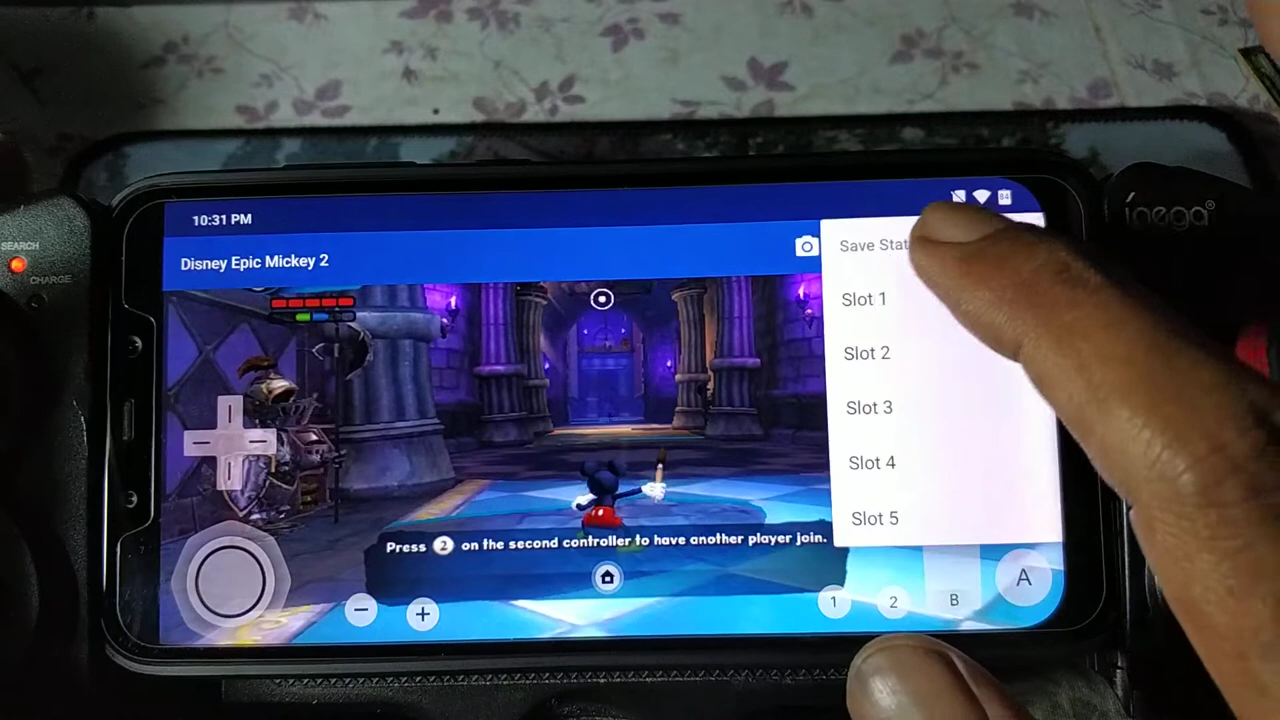 10:31 PM
84
SEARCH
CHARGE
ipega®
Disney Epic Mickey 2
Save Stat
Slot 1
Slot 2
Slot 3
Slot 4
Slot 5
Press 2 on the second controller to have another player join.
1
2
B
A